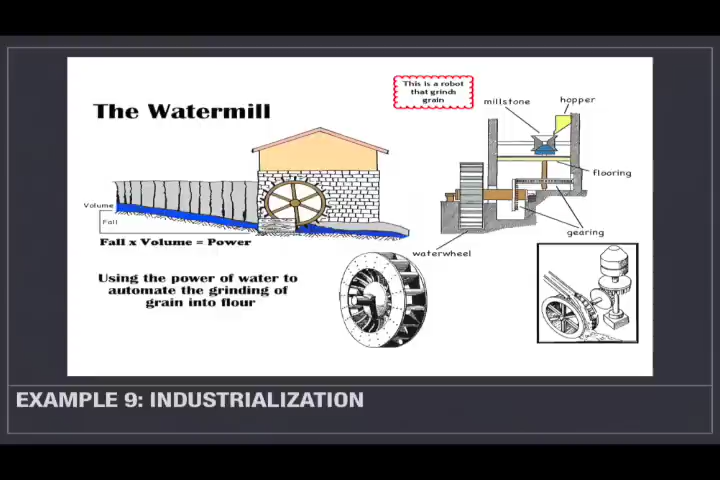 This is a robot
that grinds
grain
The Watermill
millstone
hopper
flooring
Volume
Fall
gearing
Fall x Volume = Power
waterwheel
Using the power of water to
automate the grinding of
grain into flour
EXAMPLE 9: INDUSTRIALIZATION